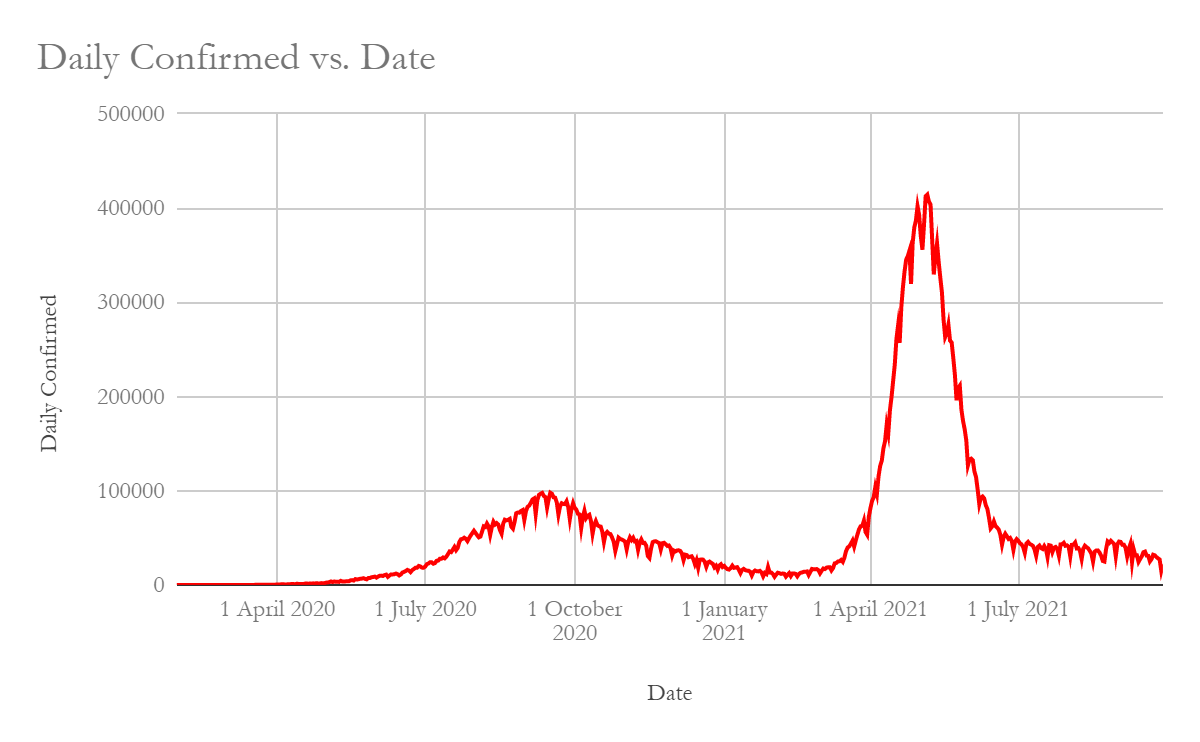 Daily Confirmed vs. Date
500000
400000
300000
200000
100000
0
Daily Confirmed
1 April 2020
1 July 2020
1 October
2020
1 January
2021
1 April 2021
1 July 2021
Date